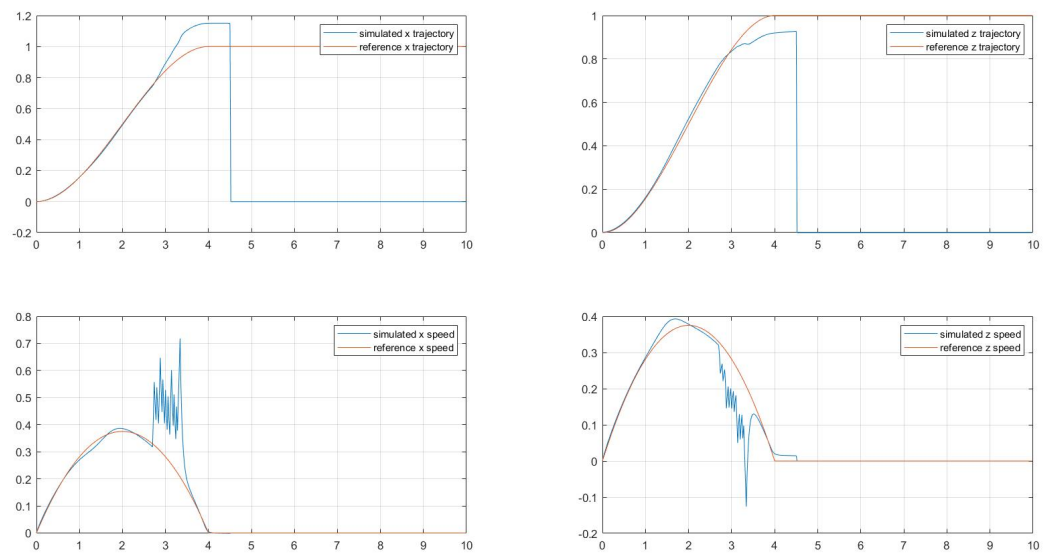 1.2
1
0.8
0.6
0.4
0.2
0
-0.2
0 1 2 3 4 5 6 7 8 9 10
simulated x trajectory
reference x trajectory
1
0.8
0.6
0.4
0.2
0
0 1 2 3 4 5 6 7 8 9 10
simulated z trajectory
reference z trajectory
0.8
0.7
0.6
0.5
0.4
0.3
0.2
0.1
0
0 1 2 3 4 5 6 7 8 9 10
simulated x speed
reference x speed
0.4
0.3
0.2
0.1
0
-0.1
-0.2
0 1 2 3 4 5 6 7 8 9 10
simulated z speed
reference z speed